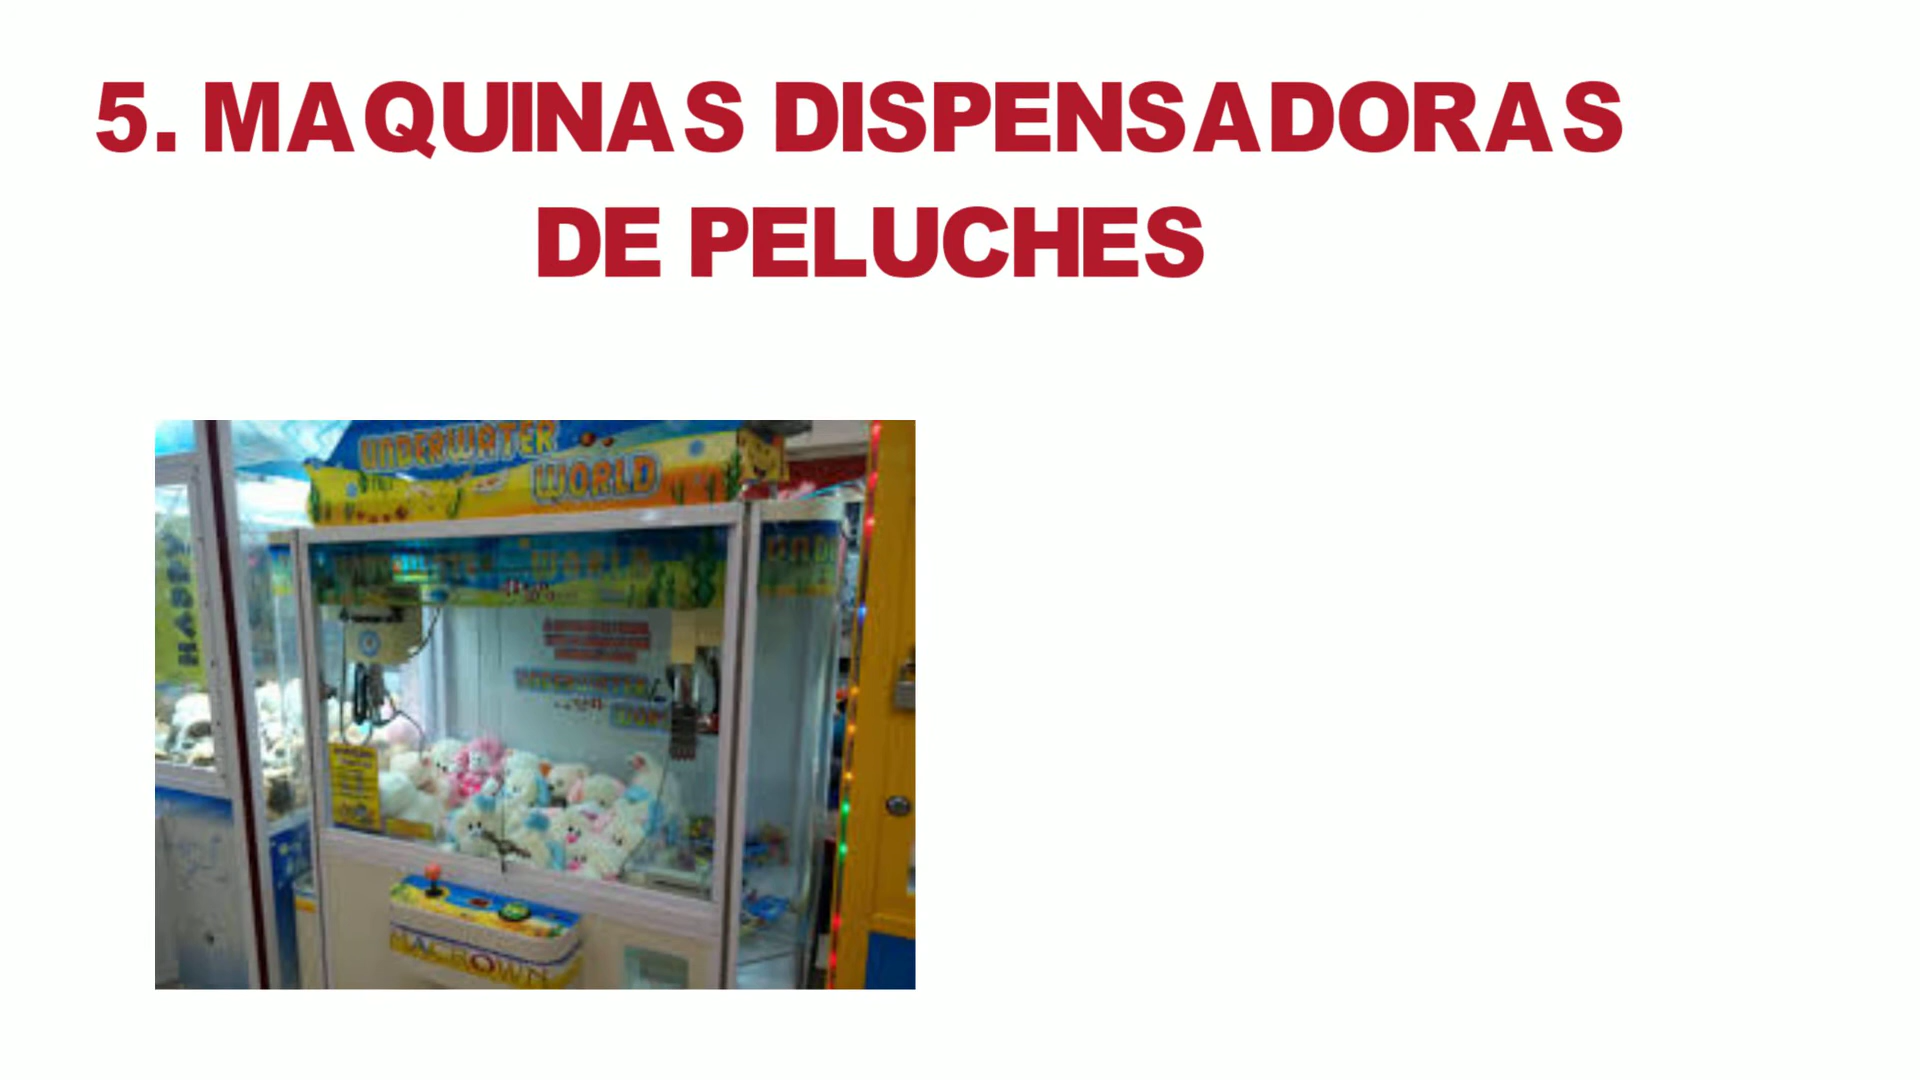 5. MAQUINAS DISPENSADORAS
DE PELUCHES
UNDERWATER
WORLD
HAPPY
MACROWN